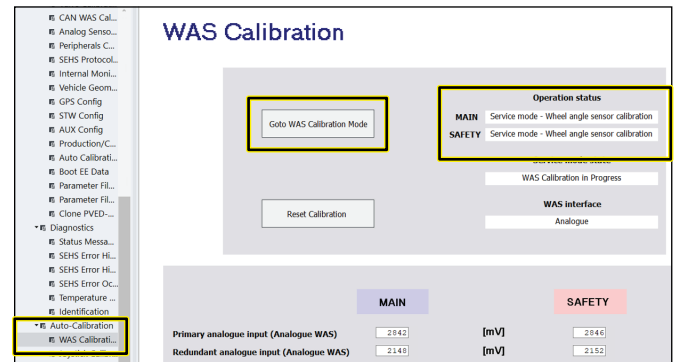 CAN WAS Cal...
Analog Senso...
Peripherals C...
SEHS Protocol...
Internal Moni...
Vehicle Geom...
GPS Config
STW Config
AUX Config
Production/C...
Auto Calibrati...
Boot EE Data
Parameter Fil...
Parameter Fil...
Clone PVED-...
Diagnostics
Status Messa...
SEHS Error Hi...
SEHS Error Hi...
SEHS Error Oc...
Temperature ...
Identification
Auto-Calibration
WAS Calibrati...
WAS Calibration
Goto WAS Calibration Mode
Operation status
MAIN Service mode - Wheel angle sensor calibration
SAFETY Service mode - Wheel angle sensor calibration
WAS Calibration in Progress
Reset Calibration
WAS interface
Analogue
MAIN SAFETY
Primary analogue input (Analogue WAS) 2842 [mV] 2846
Redundant analogue input (Analogue WAS) 2148 [mV] 2152